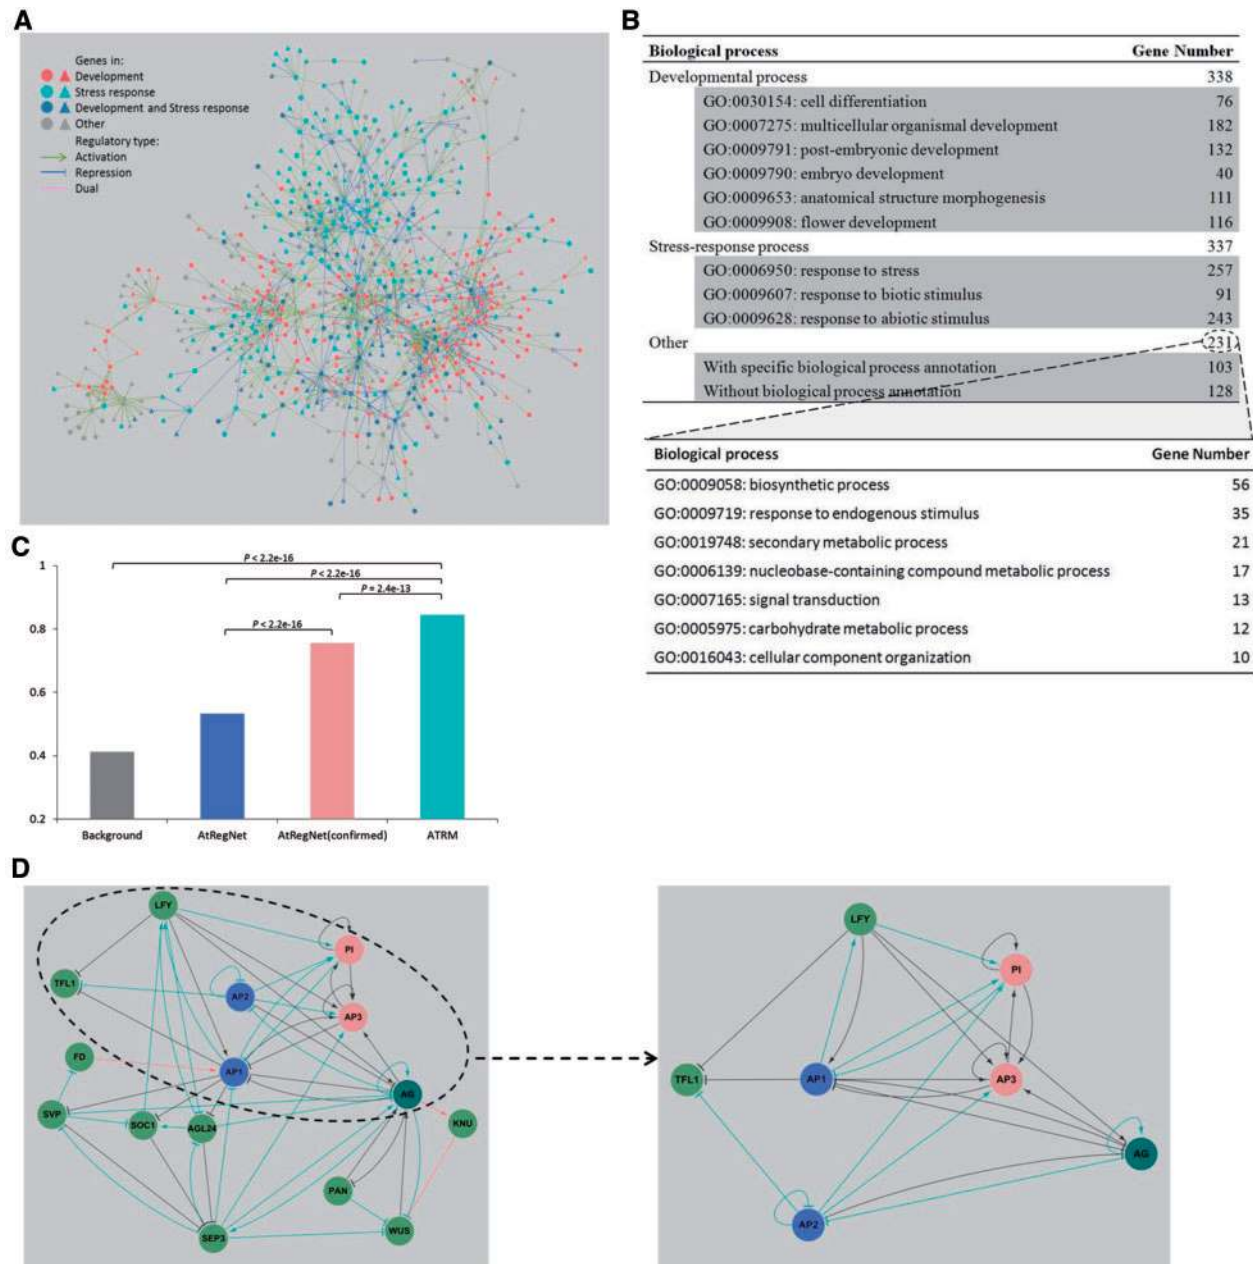 A
Genes in:
Development
Stress response
Development and Stress response
Other
Regulatory type:
Activation
Repression
Dual
B
Biological process Gene Number
Developmental process 338
GO:0030154: cell differentiation 76
GO:0007275: multicellular organismal development 182
GO:0009791: post-embryonic development 132
GO:0009790: embryo development 40
GO:0009653: anatomical structure morphogenesis 111
GO:0009908: flower development 116
Stress-response process 337
GO:0006950: response to stress 257
GO:0009607: response to biotic stimulus 91
GO:0009628: response to abiotic stimulus 243
Other 231
With specific biological process annotation 103
Without biological process annotation 128
Biological process Gene Number
GO:0009058: biosynthetic process 56
GO:0009719: response to endogenous stimulus 35
GO:0019748: secondary metabolic process 21
GO:0006139: nucleobase-containing compound metabolic process 17
GO:0007165: signal transduction 13
GO:0005975: carbohydrate metabolic process 12
GO:0016043: cellular component organization 10
C
1
0.8
0.6
0.4
0.2
P < 2.2e-16
P < 2.2e-16
P = 2.4e-13
P < 2.2e-16
Background AtRegNet AtRegNet(confirmed) ATRM
D
LFY
PI
TFL1
AP2
AP3
FD
AP1
AG
SVP
SOC1
AGL24
KNU
PAN
SEP3
WUS
LFY
PI
TFL1
AP1
AP3
AG
AP2